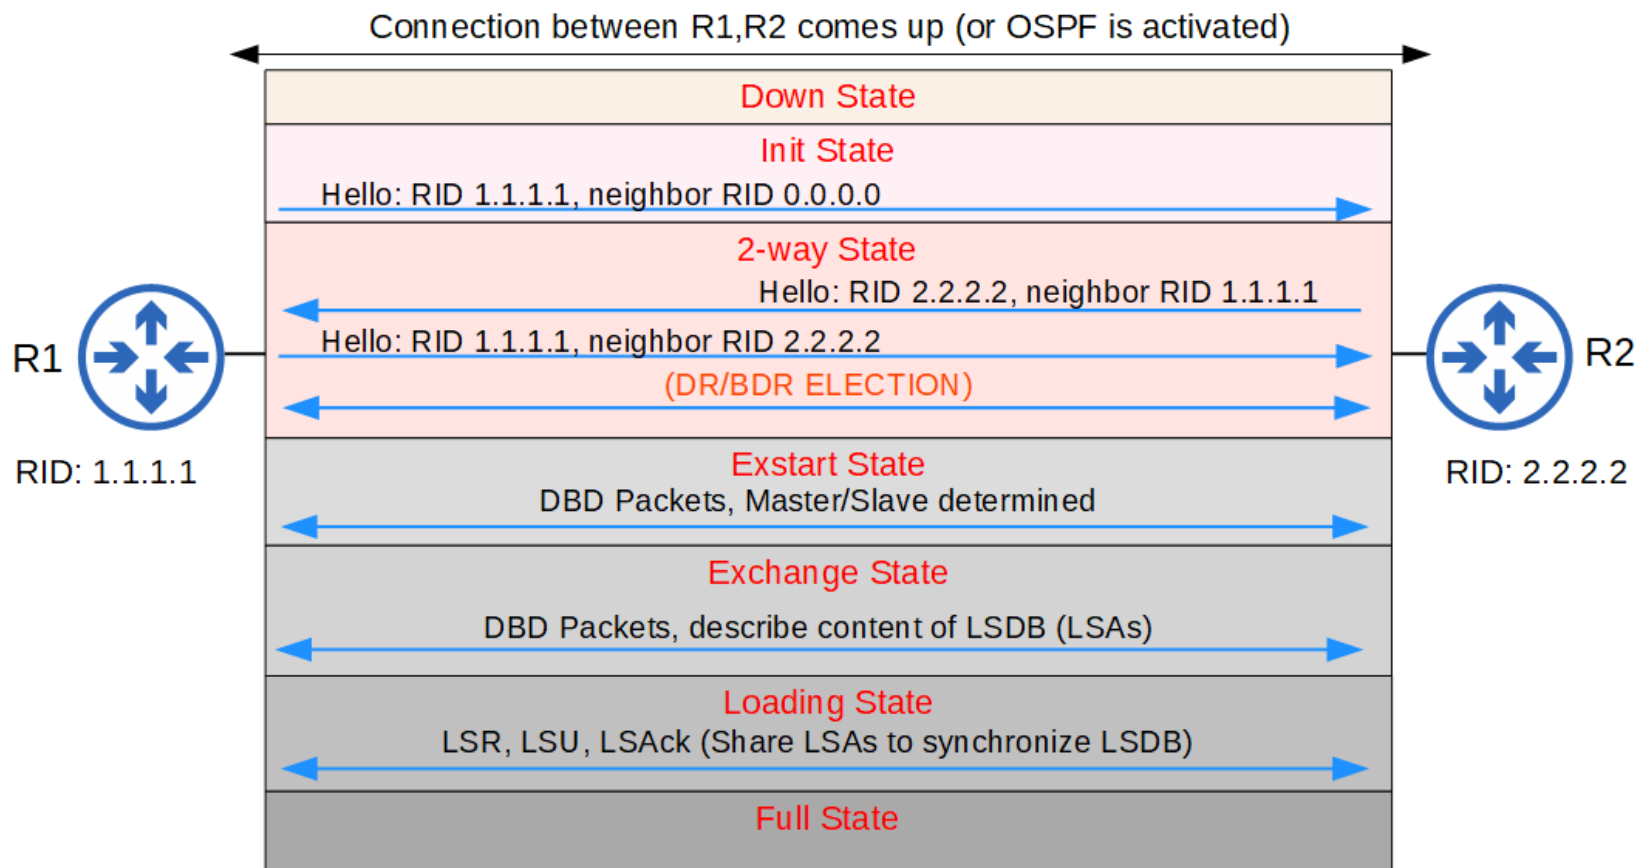 Connection between R1,R2 comes up (or OSPF is activated)
Down State
Init State
Hello: RID 1.1.1.1, neighbor RID 0.0.0.0
2-way State
Hello: RID 2.2.2.2, neighbor RID 1.1.1.1
Hello: RID 1.1.1.1, neighbor RID 2.2.2.2
(DR/BDR ELECTION)
R1
R2
RID: 1.1.1.1
RID: 2.2.2.2
Exstart State
DBD Packets, Master/Slave determined
Exchange State
DBD Packets, describe content of LSDB (LSAs)
Loading State
LSR, LSU, LSAck (Share LSAs to synchronize LSDB)
Full State